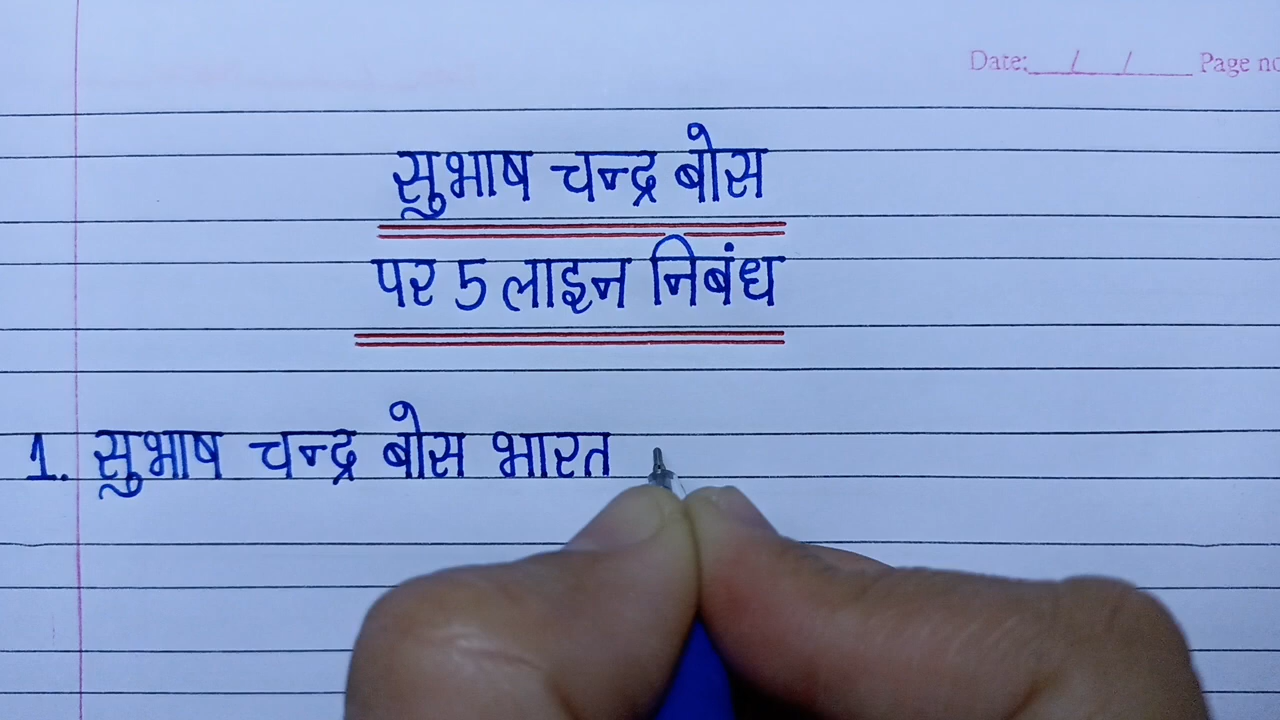 Date: / / Page no
सुभाष चन्द्र बोस
पर 5 लाइन निबंध
1. सुभाष चन्द्र बोस भारत